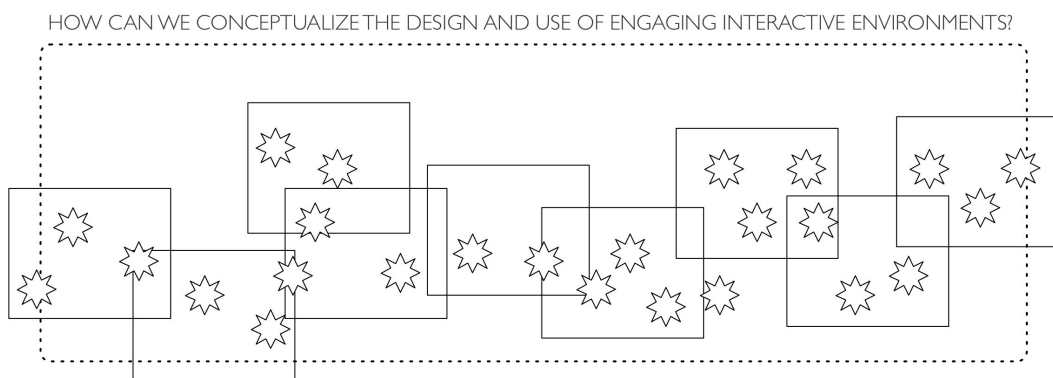 HOW CAN WE CONCEPTUALIZE THE DESIGN AND USE OF ENGAGING INTERACTIVE ENVIRONMENTS?